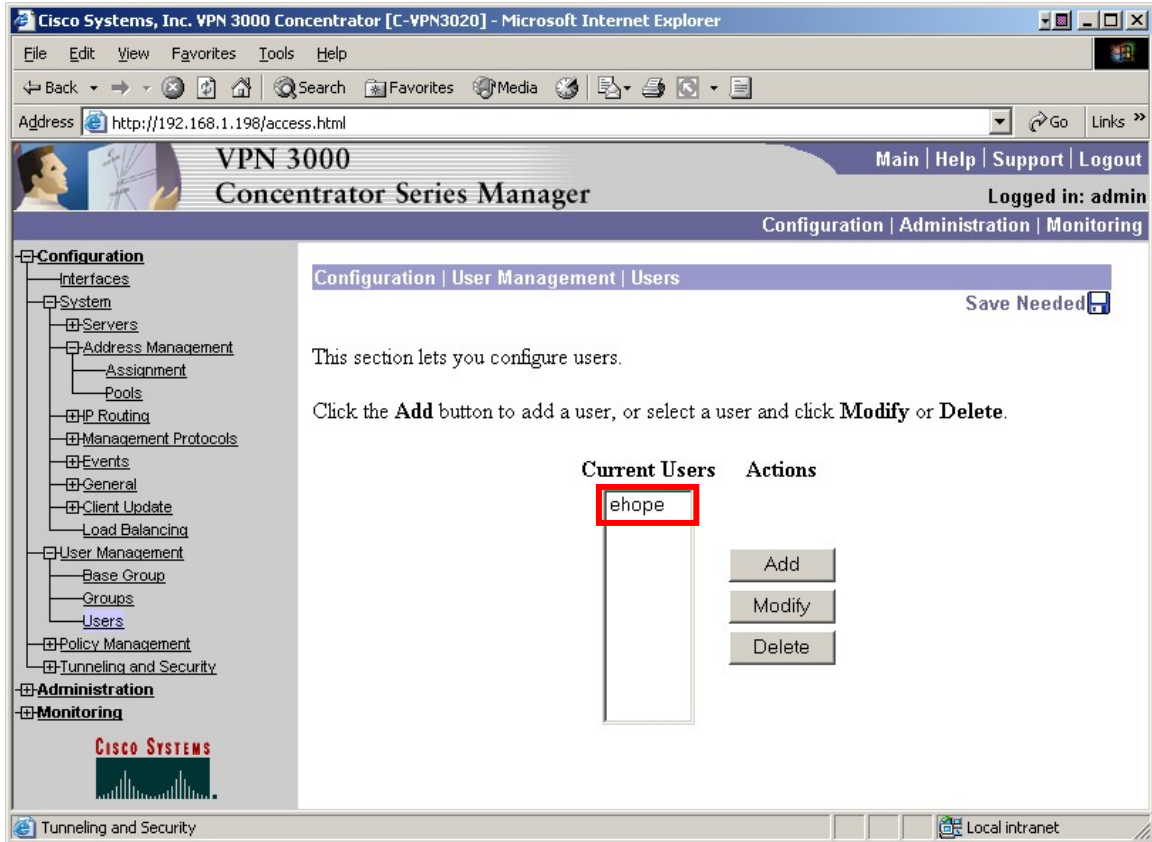 Cisco Systems, Inc. VPN 3000 Concentrator [C-VPN3020] - Microsoft Internet Explorer
File Edit View Favorites Tools Help
Back Search Favorites Media
Address http://192.168.1.198/access.html Go Links »
VPN 3000
Concentrator Series Manager
Main | Help | Support | Logout
Logged in: admin
Configuration | Administration | Monitoring
Configuration
Interfaces
System
Servers
Address Management
Assignment
Pools
IP Routing
Management Protocols
Events
General
Client Update
Load Balancing
User Management
Base Group
Groups
Users
Policy Management
Tunneling and Security
Administration
Monitoring
CISCO SYSTEMS
Configuration | User Management | Users
Save Needed
This section lets you configure users.
Click the Add button to add a user, or select a user and click Modify or Delete.
Current Users Actions
ehope
Add
Modify
Delete
Tunneling and Security Local intranet